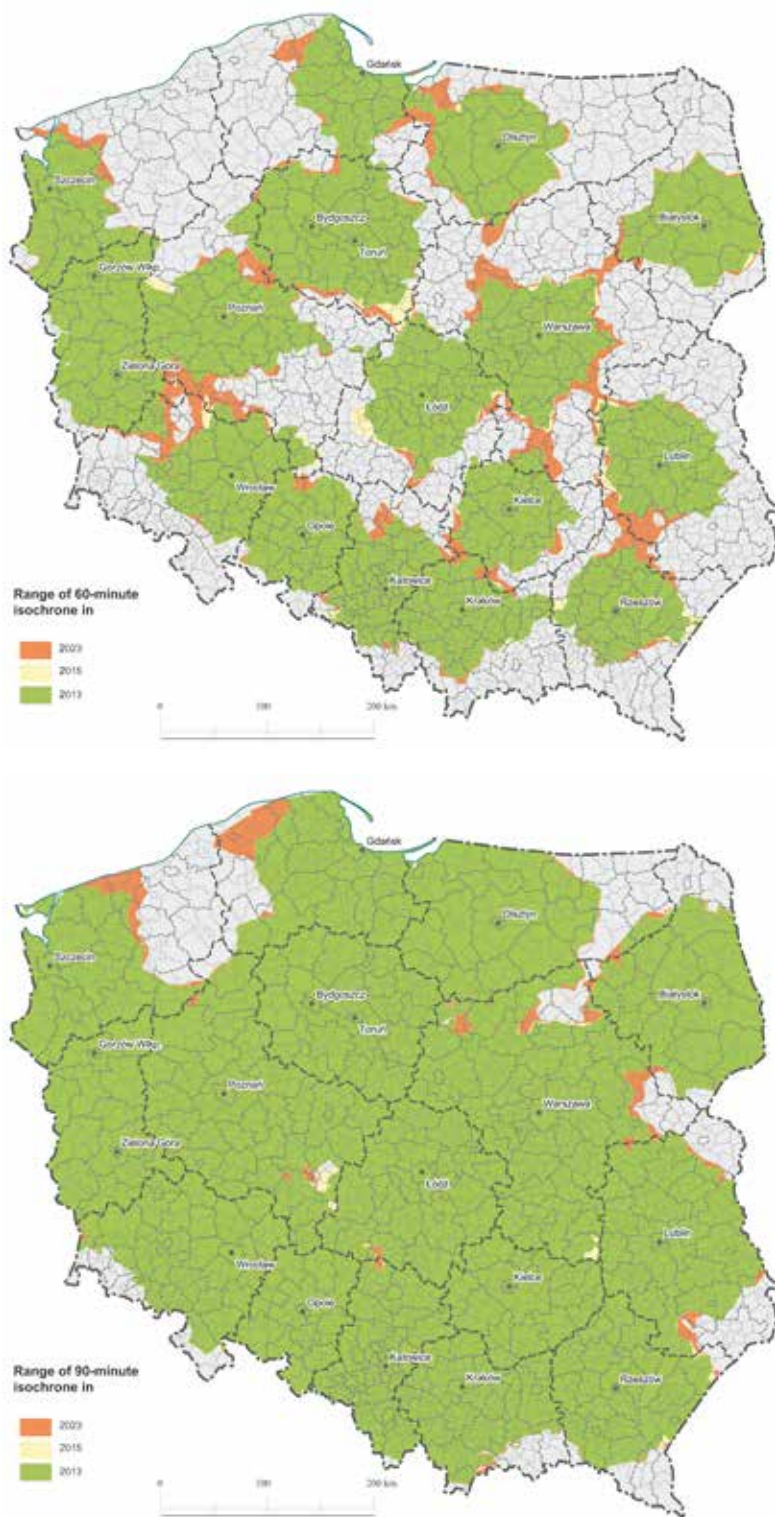 Gdańsk
Olsztyn
Szczecin
Białystok
Bydgoszcz
Toruń
Gorzów Wlkp.
Poznań
Warszawa
Zielona Góra
Łódź
Lublin
Wrocław
Kielce
Opole
Katowice
Kraków
Rzeszów
Range of 60-minute
isochrone in
2023
2015
2013
0 100 200 km
Gdańsk
Olsztyn
Szczecin
Białystok
Bydgoszcz
Toruń
Gorzów Wlkp.
Poznań
Warszawa
Zielona Góra
Łódź
Lublin
Wrocław
Kielce
Opole
Katowice
Kraków
Rzeszów
Range of 90-minute
isochrone in
2023
2015
2013
0 100 200 km